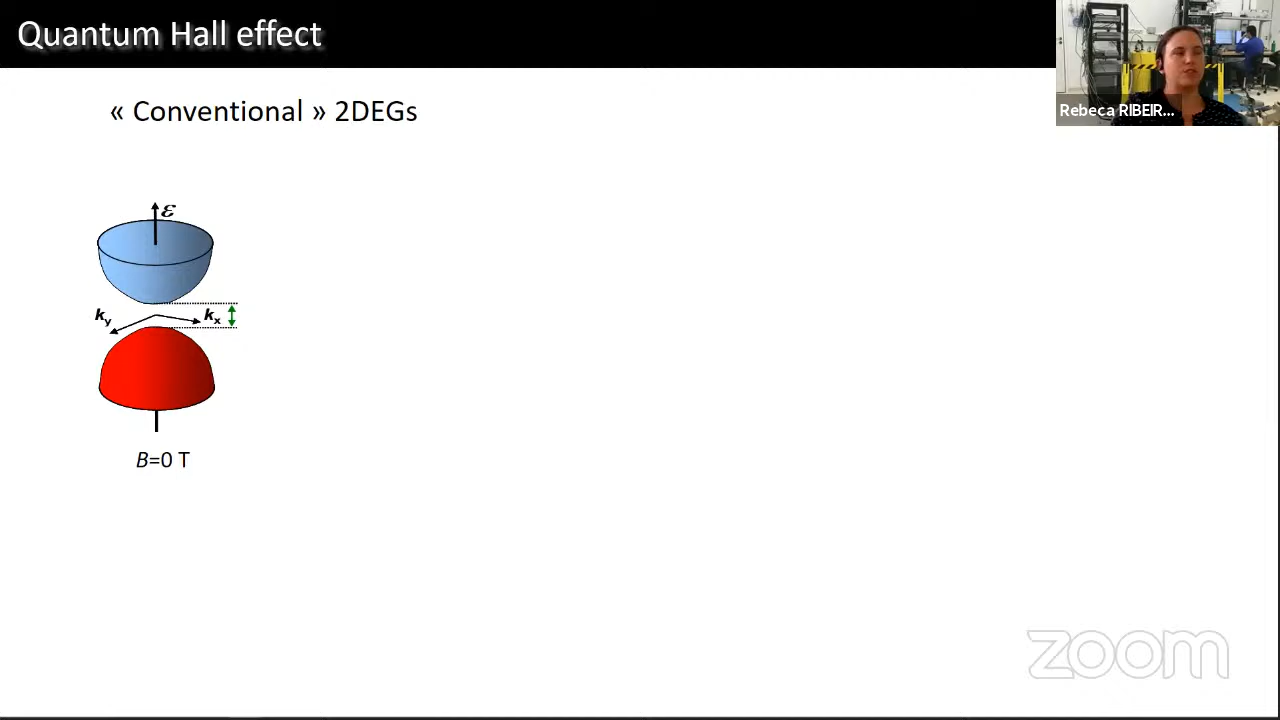 Quantum Hall effect
Rebeca RIBEIR...
« Conventional » 2DEGs
ε
ky
kx
B=0 T
zoom